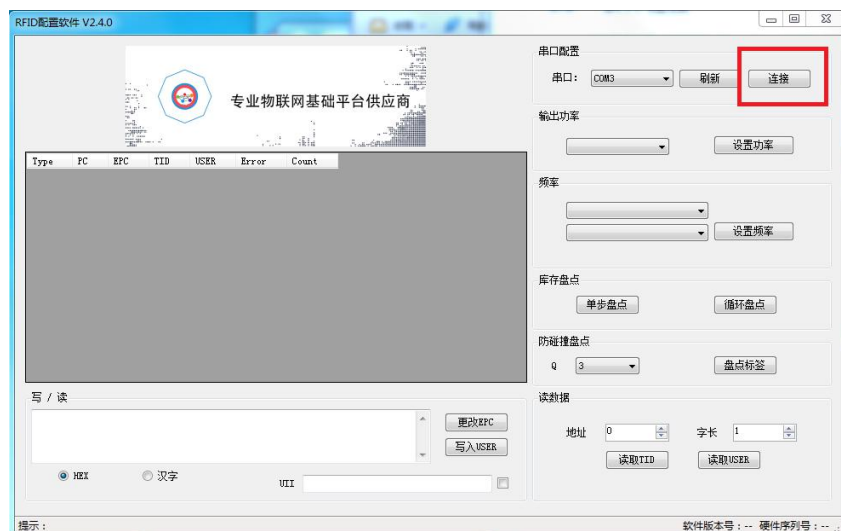 RFID配置软件 V2.4.0
专业物联网基础平台供应商
Type PC EPC TID USER Error Count
写 / 读
更改EPC
写入USER
HEX 汉字
UII
提示：
串口配置
串口： COM3 刷新 连接
输出功率
设置功率
频率
设置频率
库存盘点
单步盘点 循环盘点
防碰撞盘点
Q 3 盘点标签
读数据
地址 0 字长 1
读取TID 读取USER
软件版本号：-- 硬件序列号：--